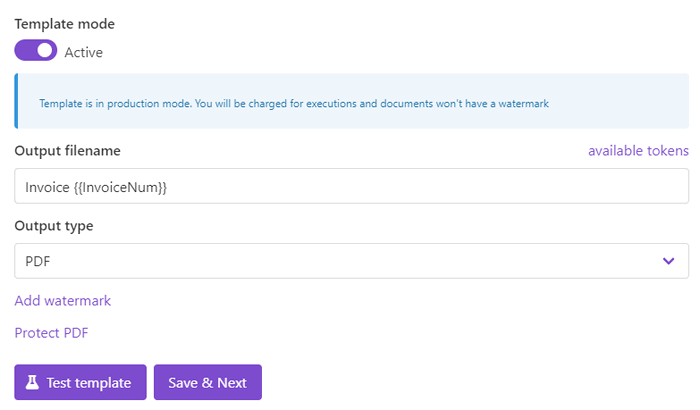 Template mode
Active
Template is in production mode. You will be charged for executions and documents won't have a watermark
Output filename
available tokens
Invoice {{InvoiceNum}}
Output type
PDF
Add watermark
Protect PDF
Test template
Save & Next